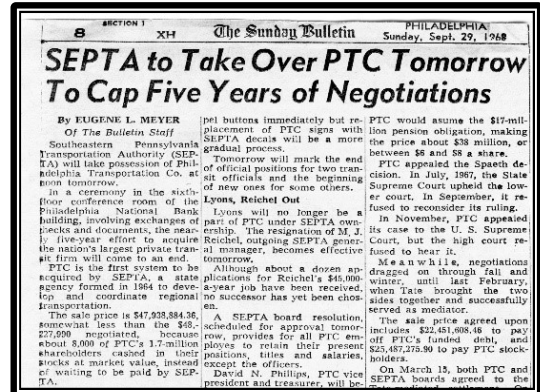 SECTION 1
8 XH The Sunday Bulletin PHILADELPHIA
Sunday, Sept. 29, 1968
SEPTA to Take Over PTC Tomorrow
To Cap Five Years of Negotiations
By EUGENE L. MEYER
Of The Bulletin Staff
Southeastern Pennsylvania
Transportation Authority (SEP-
TA) will take possession of Phil-
adelphia Transportation Co. at
noon tomorrow.
In a ceremony in the sixth-
floor conference room of the
Philadelphia National Bank
building, involving exchanges of
checks and documents, the near-
ly five-year effort to acquire
the nation's largest private tran-
sit firm will come to an end.
PTC is the first system to be
acquired by SEPTA, a state
agency formed in 1964 to devel-
op and coordinate regional
transportation.
The sale price is $47,938,884.36,
somewhat less than the $48,-
227,990 negotiated, because
about 8,000 of PTC's 1.7-million
shareholders cashed in their
stocks at market value, instead
of waiting to be paid by SEP-
TA.
pel buttons immediately but re-
placement of PTC signs with
SEPTA decals will be a more
gradual process.
Tomorrow will mark the end
of official positions for two tran-
sit officials and the beginning
of new ones for some others.
Lyons, Reichel Out
Lyons will no longer be a
part of PTC under SEPTA own-
ership. The resignation of M. J.
Reichel, outgoing SEPTA gener-
al manager, becomes effective
tomorrow.
Although about a dozen ap-
plications for Reichel's $45,000-
a-year job have been received,
no successor has yet been chos-
en.
A SEPTA board resolution,
scheduled for approval tomor-
row, provides for all PTC em-
ployes to retain their present
positions, titles and salaries,
except the officers.
David N. Phillips, PTC vice
president and treasurer, will be-
PTC would asume the $17-mil-
lion pension obligation, making
the price about $38 million, or
between $6 and $8 a share.
PTC appealed the Spaeth de-
cision. In July, 1967, the State
Supreme Court upheld the low-
er court. In September, it re-
fused to reconsider its ruling.
In November, PTC appealed
its case to the U. S. Supreme
Court, but the high court re-
fused to hear it.
Meanwhile, negotiations
dragged on through fall and
winter, until last February,
when Tate brought the two
sides together and successfully
served as mediator.
The sale price agreed upon
includes $22,451,608.46 to pay
off PTC's funded debt, and
$25,487,275.90 to pay PTC stock-
holders.
On March 15, both PTC and
SEPTA boards agreed to the